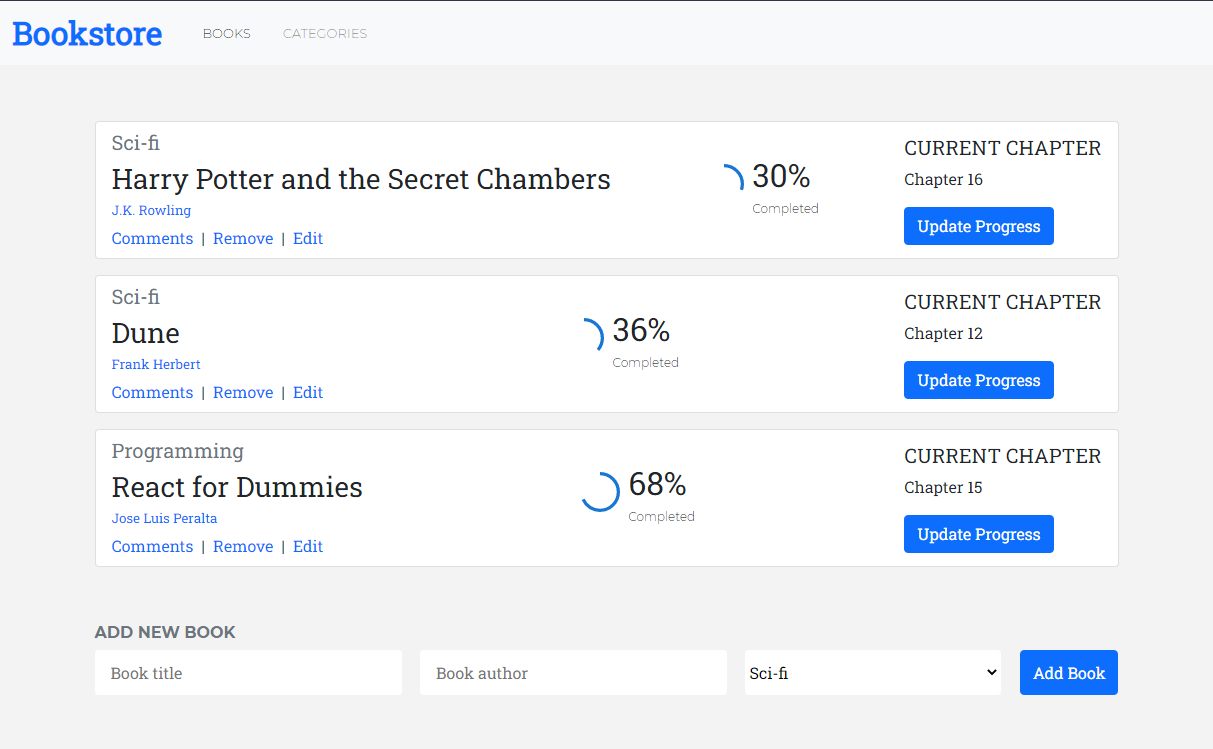 Bookstore BOOKS CATEGORIES
Sci-fi
Harry Potter and the Secret Chambers
J.K. Rowling
Comments | Remove | Edit
30%
Completed
CURRENT CHAPTER
Chapter 16
Update Progress
Sci-fi
Dune
Frank Herbert
Comments | Remove | Edit
36%
Completed
CURRENT CHAPTER
Chapter 12
Update Progress
Programming
React for Dummies
Jose Luis Peralta
Comments | Remove | Edit
68%
Completed
CURRENT CHAPTER
Chapter 15
Update Progress
ADD NEW BOOK
Book title
Book author
Sci-fi
Add Book